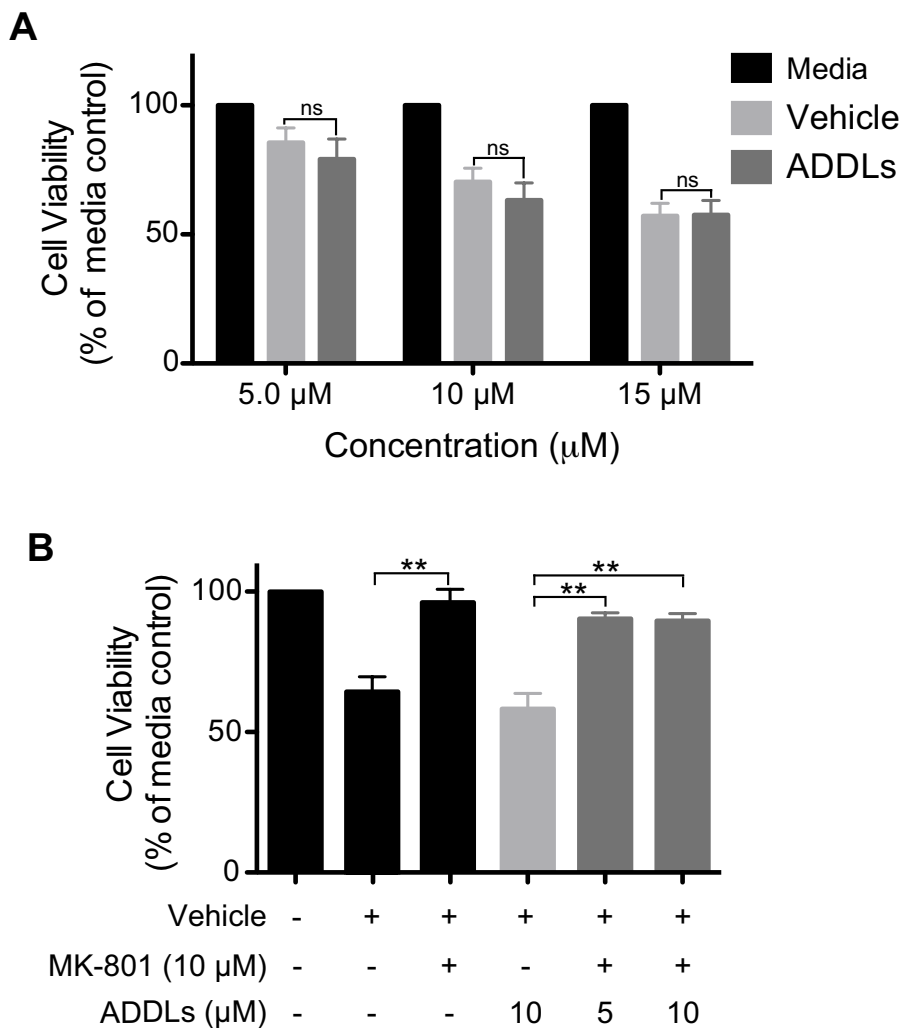 A
Cell Viability
(% of media control)
100
50
0
ns
ns
ns
Media
Vehicle
ADDLs
5.0 µM
10 µM
15 µM
Concentration (μM)
B
Cell Viability
(% of media control)
100
50
0
**
**
**
Vehicle - + + + + +
MK-801 (10 µM) - - + - + +
ADDLs (µM) - - - 10 5 10